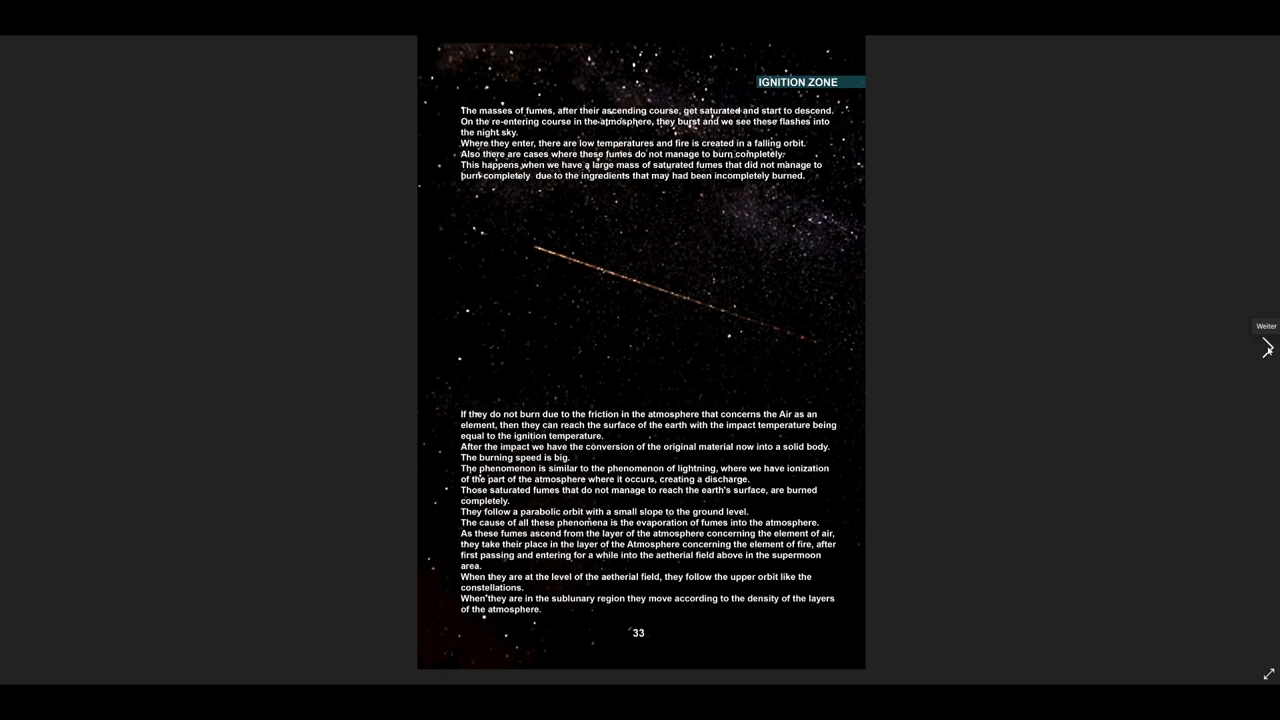 IGNITION ZONE
The masses of fumes, after their ascending course, get saturated and start to descend.
On the re-entering course in the atmosphere, they burst and we see these flashes into
the night sky.
Where they enter, there are low temperatures and fire is created in a falling orbit.
Also there are cases where these fumes do not manage to burn completely.
This happens when we have a large mass of saturated fumes that did not manage to
burn completely due to the ingredients that may had been incompletely burned.
If they do not burn due to the friction in the atmosphere that concerns the Air as an
element, then they can reach the surface of the earth with the impact temperature being
equal to the ignition temperature.
After the impact we have the conversion of the original material now into a solid body.
The burning speed is big.
The phenomenon is similar to the phenomenon of lightning, where we have ionization
of the part of the atmosphere where it occurs, creating a discharge.
Those saturated fumes that do not manage to reach the earth's surface, are burned
completely.
They follow a parabolic orbit with a small slope to the ground level.
The cause of all these phenomena is the evaporation of fumes into the atmosphere.
As these fumes ascend from the layer of the atmosphere concerning the element of air,
they take their place in the layer of the Atmosphere concerning the element of fire, after
first passing and entering for a while into the aetherial field above in the supermoon
area.
When they are at the level of the aetherial field, they follow the upper orbit like the
constellations.
When they are in the sublunary region they move according to the density of the layers
of the atmosphere.
33
Weiter